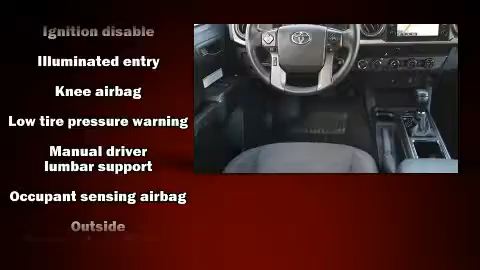 Ignition disable
Illuminated entry
Knee airbag
Low tire pressure warning
Manual driver
lumbar support
Occupant sensing airbag
Outside